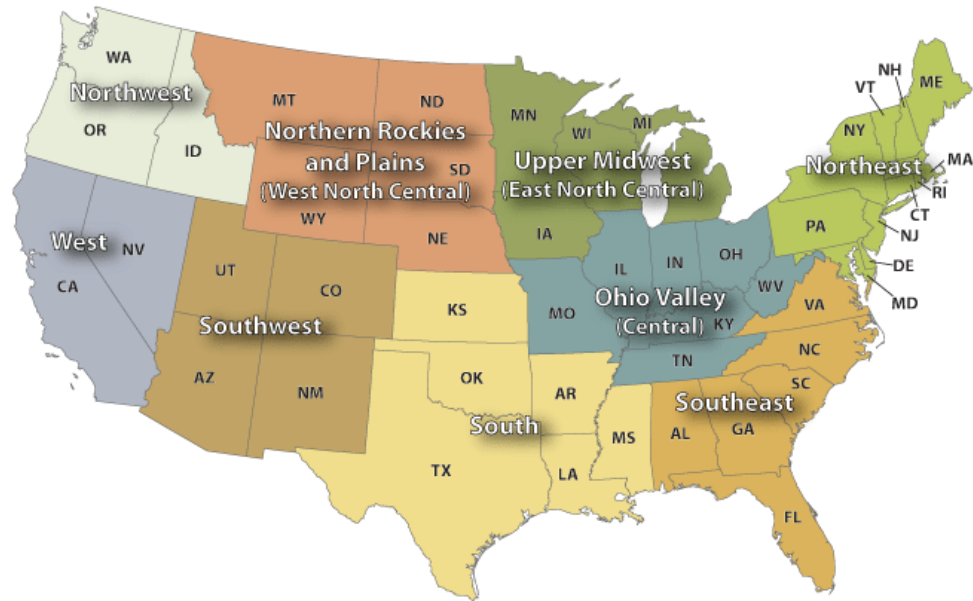 WA
Northwest
OR
ID
MT
ND
Northern Rockies
and Plains
(West North Central)
SD
WY
NE
MN
WI
MI
Upper Midwest
(East North Central)
IA
NH
VT
ME
NY
MA
Northeast
RI
CT
PA
NJ
DE
MD
West
NV
CA
UT
CO
Southwest
AZ
NM
KS
OK
AR
South
TX
LA
MS
IL
IN
OH
WV
Ohio Valley
(Central)
MO
KY
TN
VA
NC
SC
Southeast
AL
GA
FL